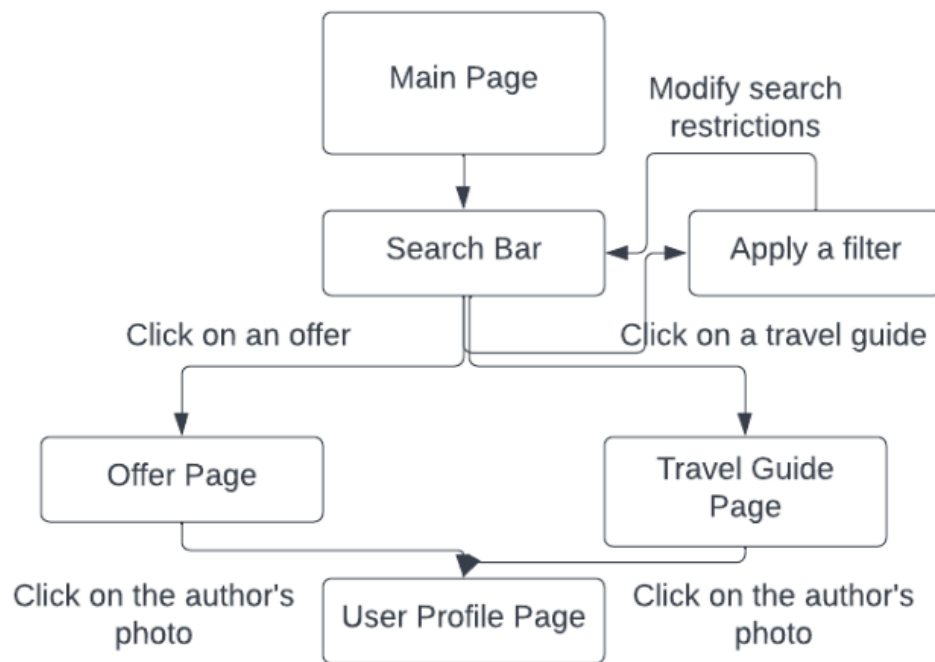 Main Page
Modify search
restrictions
Search Bar
Apply a filter
Click on an offer
Click on a travel guide
Offer Page
Travel Guide
Page
Click on the author's
photo
User Profile Page
Click on the author's
photo